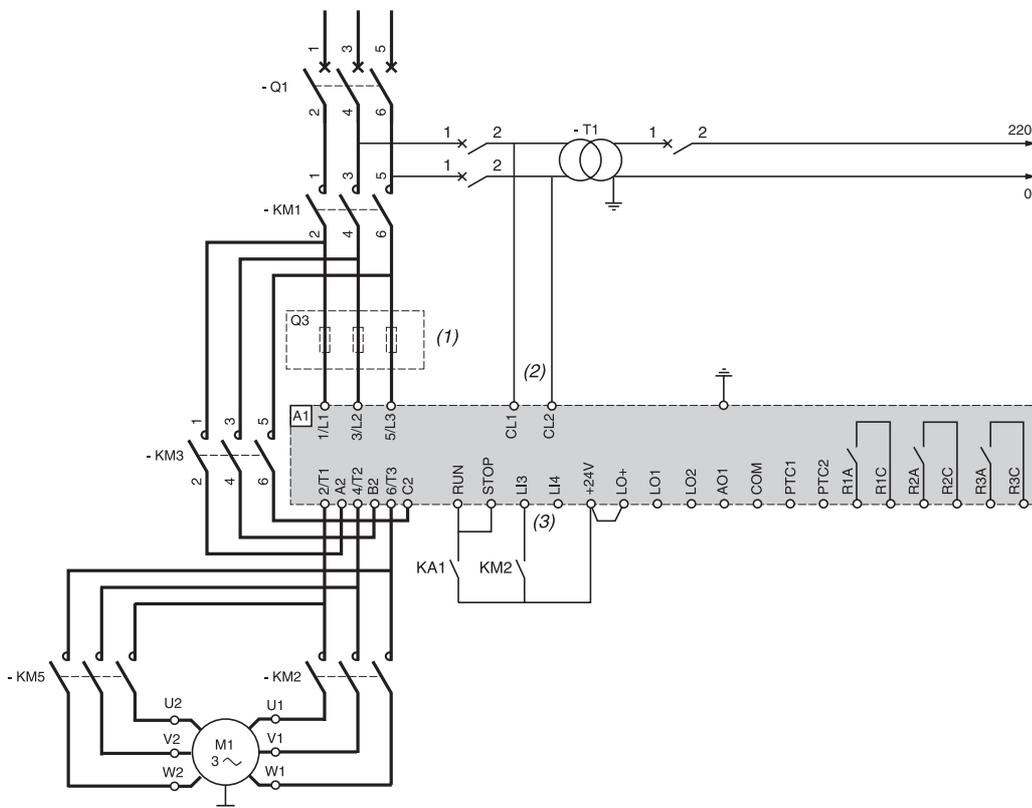 1 3 5
- Q1
2 4 6
1 2 - T1 1 2 220
1 2
0
1 3 5
- KM1
2 4 6
Q3 (1)
(2)
A1 1/L1 3/L2 5/L3 CL1 CL2
1 3 5
- KM3
2 4 6
2/T1 A2 4/T2 B2 6/T3 C2 RUN STOP LI3 LI4 +24V LO+ LO1 LO2 AO1 COM PTC1 PTC2 R1A R1C R2A R2C R3A R3C
(3)
KA1 KM2
- KM5 - KM2
U2 U1
V2 M1 V1
3
W2 W1